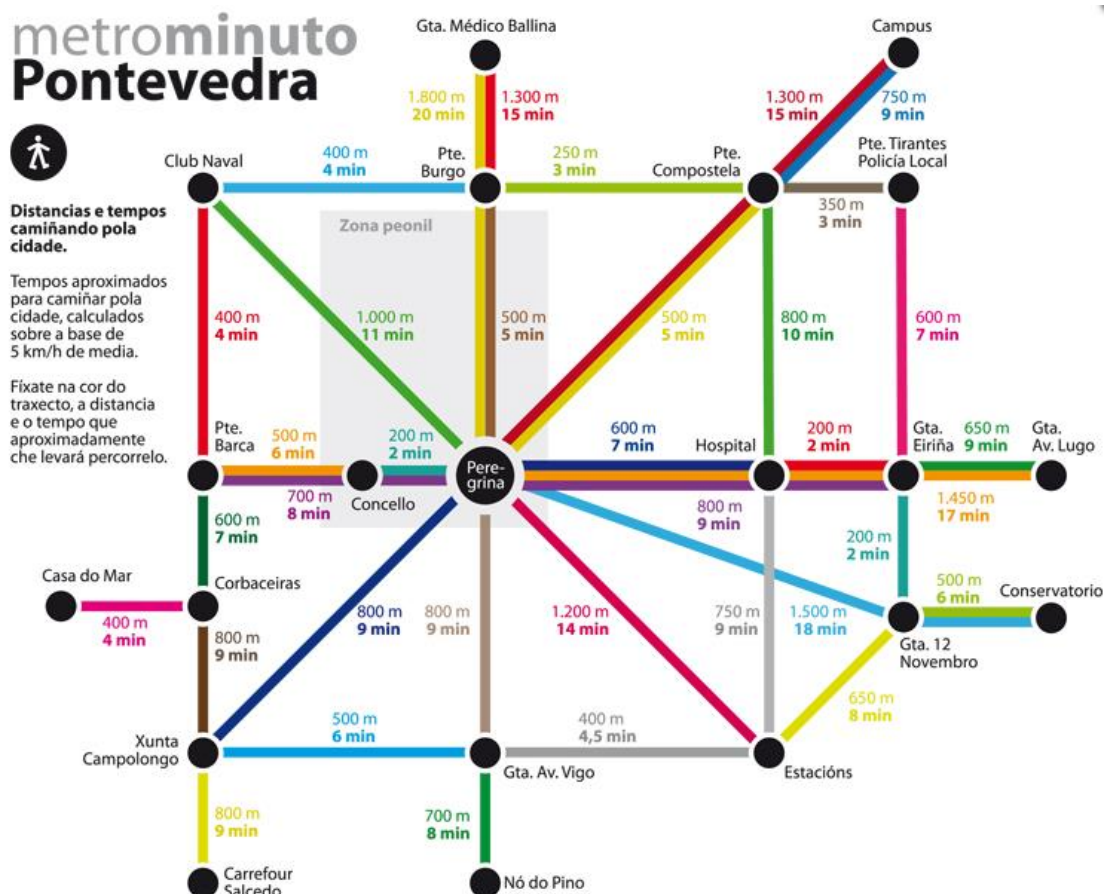 metrominuto
Pontevedra
Distancias e tempos
camiñando pola
cidade.
Tempos aproximados
para camiñar pola
cidade, calculados
sobre a base de
5 km/h de media.
Fíxate na cor do
traxecto, a distancia
e o tempo que
aproximadamente
che levará percorrelo.
Gta. Médico Ballina
Campus
1.800 m
20 min
1.300 m
15 min
1.300 m
15 min
750 m
9 min
Club Naval
400 m
4 min
Pte.
Burgo
250 m
3 min
Pte.
Compostela
Pte. Tirantes
Policía Local
350 m
3 min
Zona peonil
400 m
4 min
1.000 m
11 min
500 m
5 min
500 m
5 min
800 m
10 min
600 m
7 min
Pte.
Barca
500 m
6 min
200 m
2 min
Pere-
grina
600 m
7 min
Hospital
200 m
2 min
Gta.
Eiriña
650 m
9 min
Gta.
Av. Lugo
700 m
8 min
Concello
800 m
9 min
1.450 m
17 min
600 m
7 min
200 m
2 min
Casa do Mar
Corbaceiras
400 m
4 min
800 m
9 min
800 m
9 min
800 m
9 min
1.200 m
14 min
750 m
9 min
1.500 m
18 min
500 m
6 min
Conservatorio
Gta. 12
Novembro
650 m
8 min
Xunta
Campolongo
500 m
6 min
Gta. Av. Vigo
400 m
4,5 min
Estacións
800 m
9 min
700 m
8 min
Carrefour
Salcedo
Nó do Pino